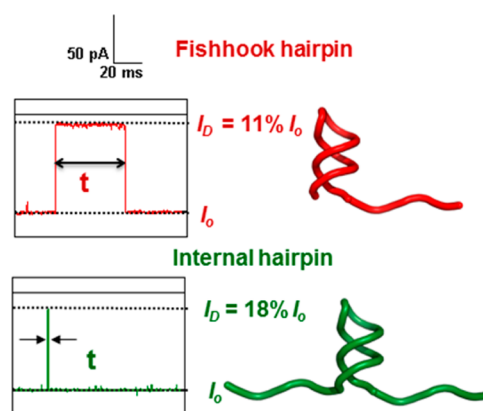 50 pA
20 ms
Fishhook hairpin
I_D = 11% I_o
t
I_o
Internal hairpin
I_D = 18% I_o
t
I_o